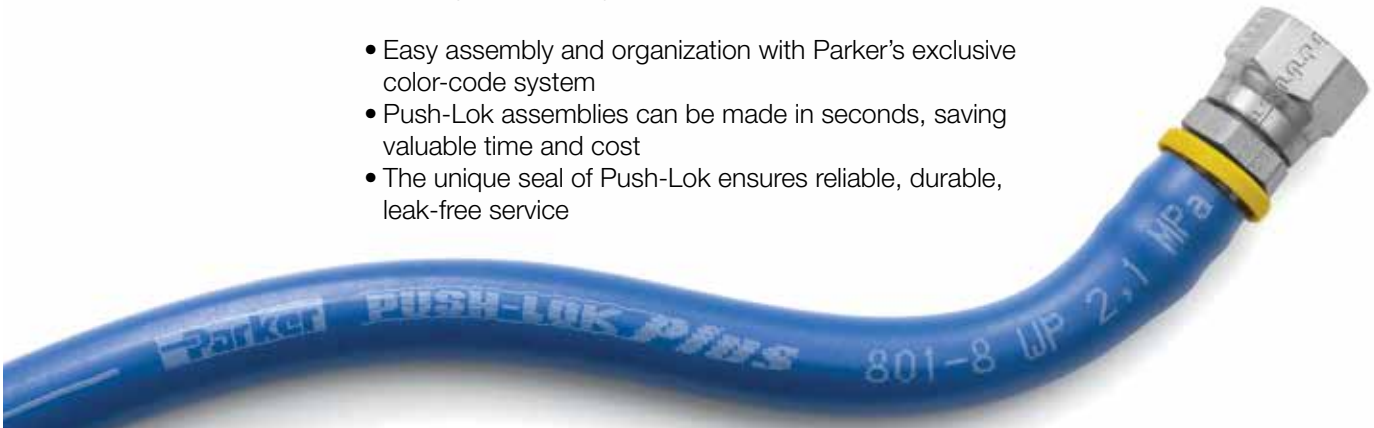 • Easy assembly and organization with Parker's exclusive
color-code system
• Push-Lok assemblies can be made in seconds, saving
valuable time and cost
• The unique seal of Push-Lok ensures reliable, durable,
leak-free service
Parker PUSH-LOK Plus 801-8 WP 2,1 MPa